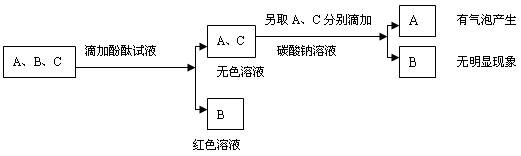 A、B、C
滴加酚酞试液
A、C
无色溶液
B
红色溶液
另取 A、C 分别滴加
碳酸钠溶液
A
有气泡产生
B
无明显现象